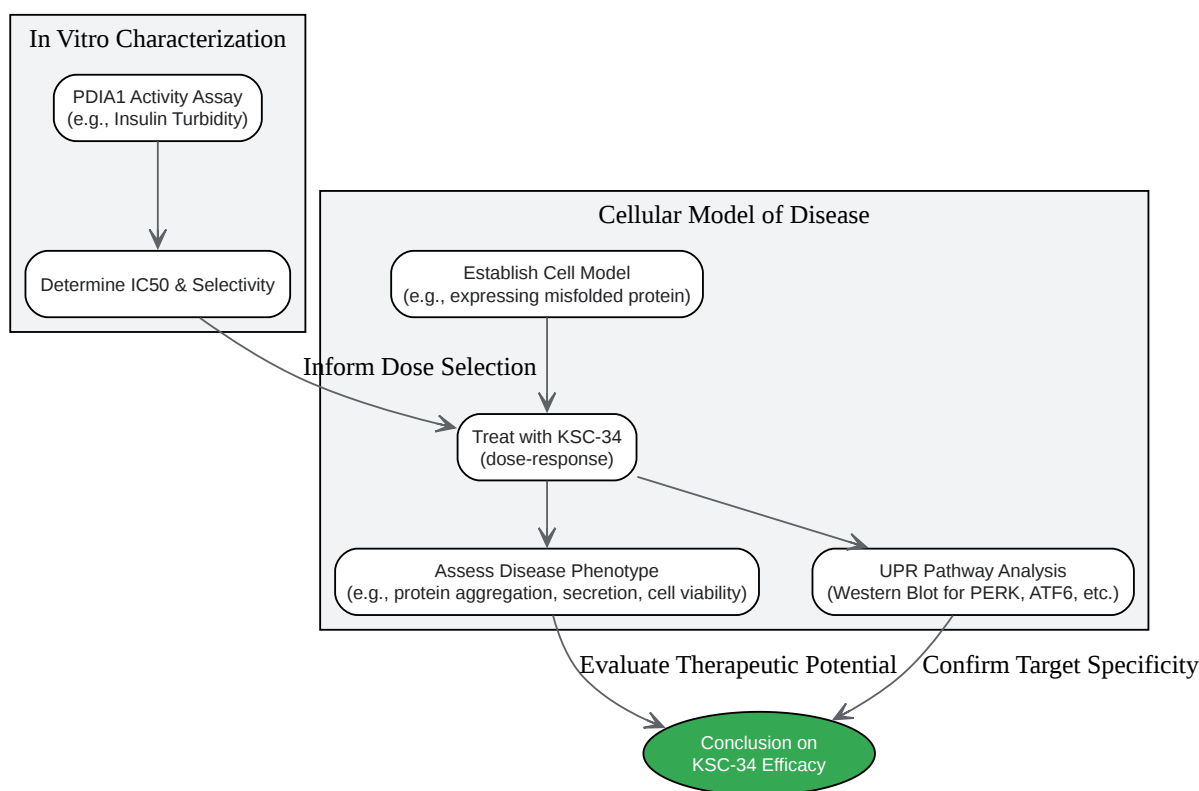 In Vitro Characterization
PDIA1 Activity Assay
(e.g., Insulin Turbidity)
Determine IC50 & Selectivity
Cellular Model of Disease
Establish Cell Model
(e.g., expressing misfolded protein)
Inform Dose Selection
Treat with KSC-34
(dose-response)
Assess Disease Phenotype
(e.g., protein aggregation, secretion, cell viability)
UPR Pathway Analysis
(Western Blot for PERK, ATF6, etc.)
Evaluate Therapeutic Potential
Confirm Target Specificity
Conclusion on
KSC-34 Efficacy